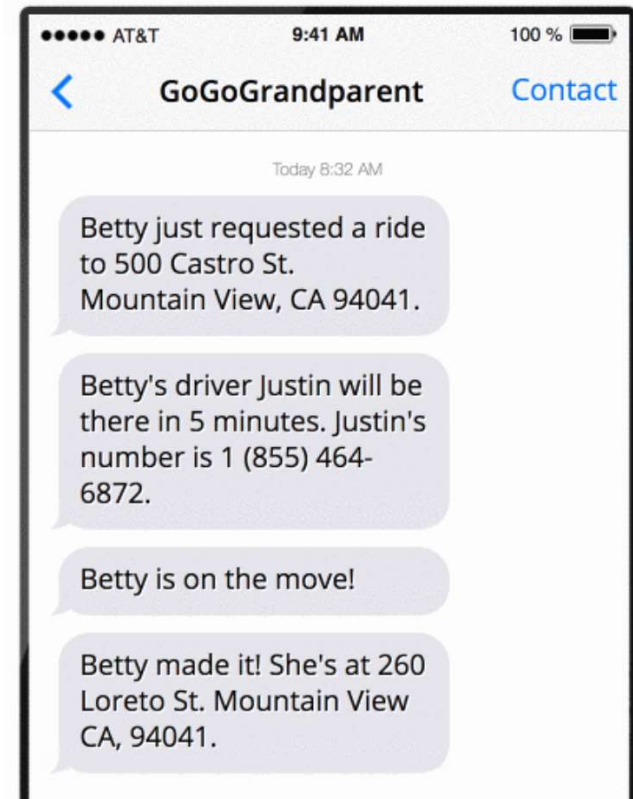 AT&T 9:41 AM 100 %
GoGoGrandparent Contact
Today 8:32 AM
Betty just requested a ride
to 500 Castro St.
Mountain View, CA 94041.
Betty's driver Justin will be
there in 5 minutes. Justin's
number is 1 (855) 464-
6872.
Betty is on the move!
Betty made it! She's at 260
Loreto St. Mountain View
CA, 94041.